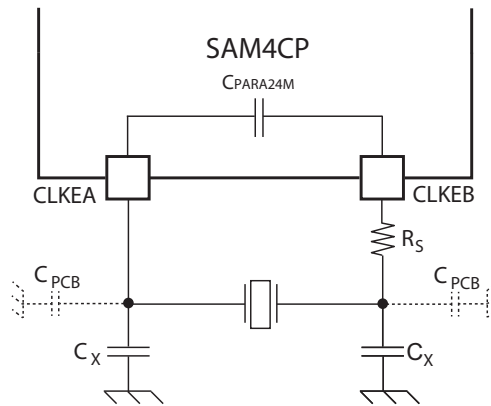 SAM4CP
CPARA24M
CLKEA
CLKEB
RS
CPCB
CPCB
CX
CX